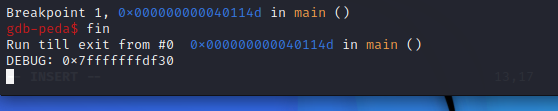 Breakpoint 1, 0x000000000040114d in main ()
gdb-peda$ fin
Run till exit from #0  0x000000000040114d in main ()
DEBUG: 0x7fffffffdf30
-- INSERT --
13,17